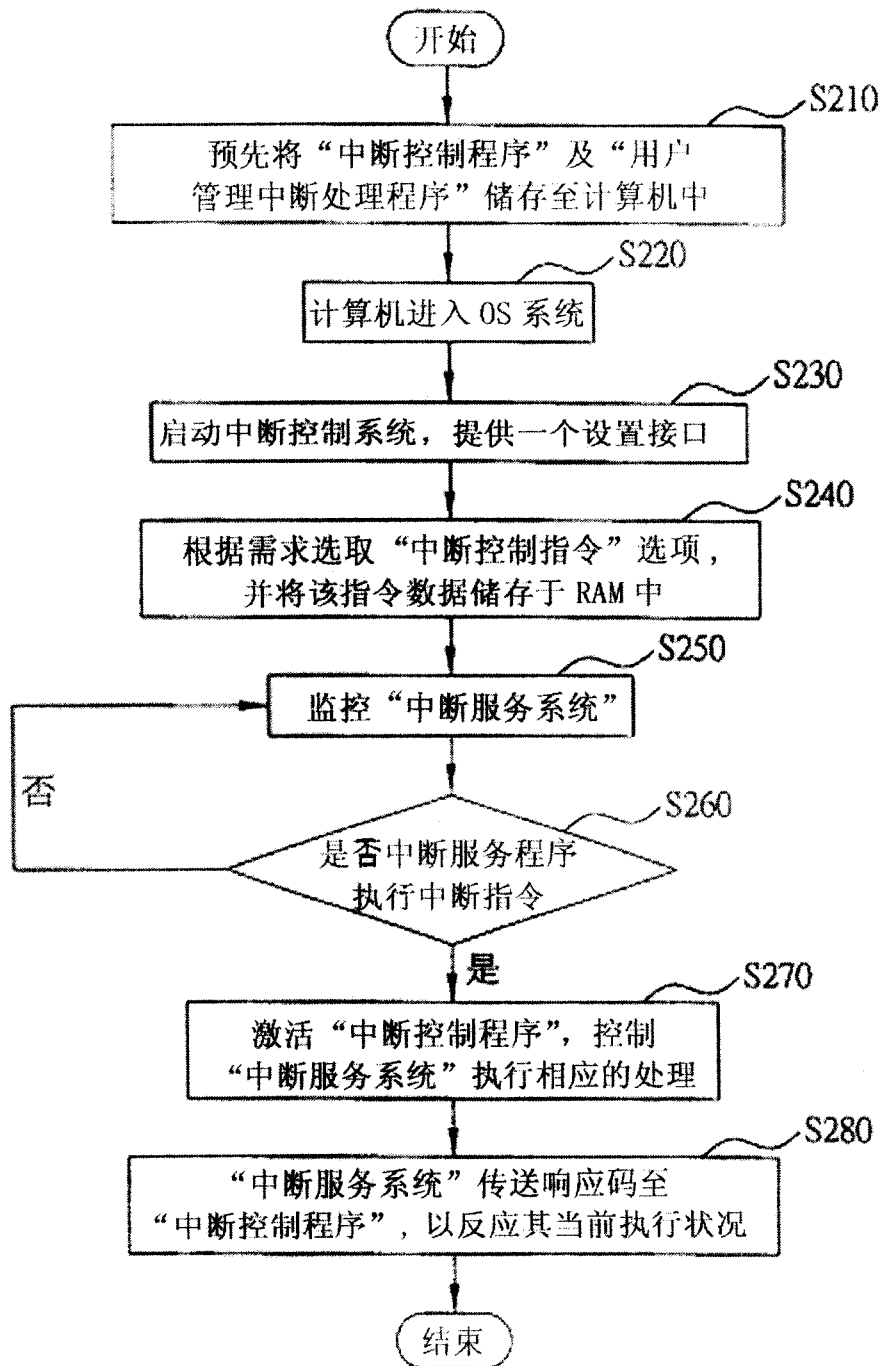 开始
S210
预先将“中断控制程序”及“用户
管理中断处理程序”储存至计算机中
S220
计算机进入 OS 系统
S230
启动中断控制系统，提供一个设置接口
S240
根据需求选取“中断控制指令”选项，
并将该指令数据储存于 RAM 中
S250
监控“中断服务系统”
否
S260
是否中断服务程序
执行中断指令
是
S270
激活“中断控制程序”，控制
“中断服务系统”执行相应的处理
S280
“中断服务系统”传送响应码至
“中断控制程序”，以反应其当前执行状况
结束